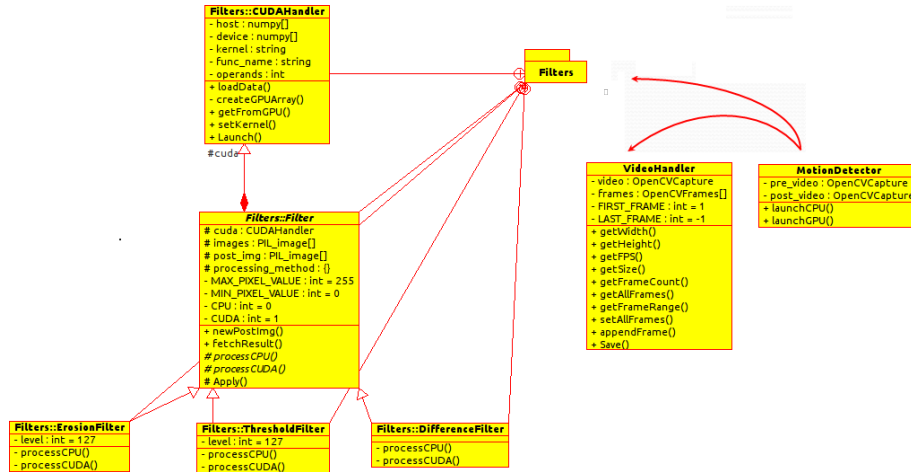 Filters::CUDAHandler
- host : numpy[]
- device : numpy[]
- kernel : string
- func_name : string
- operands : int
+ loadData()
- createGPUArray()
+ getFromGPU()
+ setKernel()
+ Launch()
#cuda
Filters
Filters::Filter
# cuda : CUDAHandler
# images : PIL_image[]
# post_img : PIL_image[]
# processing_method : {}
- MAX_PIXEL_VALUE : int = 255
- MIN_PIXEL_VALUE : int = 0
- CPU : int = 0
- CUDA : int = 1
+ newPostImg()
+ fetchResult()
# processCPU()
# processCUDA()
# Apply()
VideoHandler
- video : OpenCVCapture
- frames : OpenCVFrames[]
- FIRST_FRAME : int = 1
- LAST_FRAME : int = -1
+ getWidth()
+ getHeight()
+ getFPS()
+ getSize()
+ getFrameCount()
+ getAllFrames()
+ getFrameRange()
+ setAllFrames()
+ appendFrame()
+ Save()
MotionDetector
- pre_video : OpenCVCapture
- post_video : OpenCVCapture
+ launchCPU()
+ launchGPU()
Filters::ErosionFilter
- level : int = 127
- processCPU()
- processCUDA()
Filters::ThresholdFilter
- level : int = 127
- processCPU()
- processCUDA()
Filters::DifferenceFilter
- processCPU()
- processCUDA()